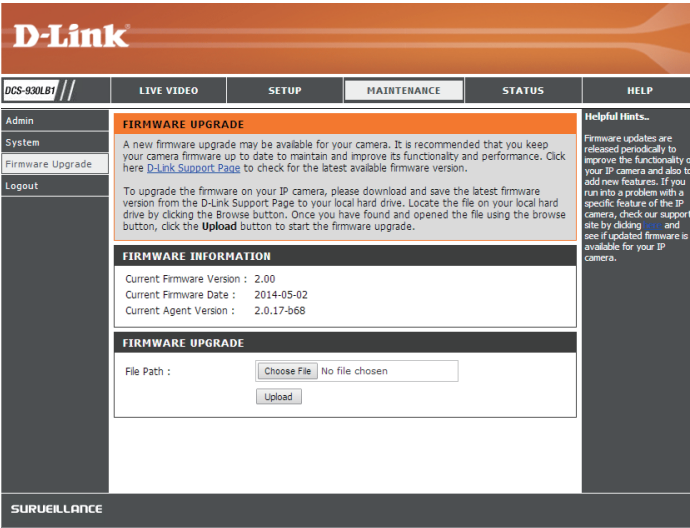 D-Link
DCS-930LB1 //
LIVE VIDEO
SETUP
MAINTENANCE
STATUS
HELP
Admin
System
Firmware Upgrade
Logout
FIRMWARE UPGRADE
A new firmware upgrade may be available for your camera. It is recommended that you keep
your camera firmware up to date to maintain and improve its functionality and performance. Click
here D-Link Support Page to check for the latest available firmware version.
To upgrade the firmware on your IP camera, please download and save the latest firmware
version from the D-Link Support Page to your local hard drive. Locate the file on your local hard
drive by clicking the Browse button. Once you have found and opened the file using the browse
button, click the Upload button to start the firmware upgrade.
FIRMWARE INFORMATION
Current Firmware Version : 2.00
Current Firmware Date : 2014-05-02
Current Agent Version : 2.0.17-b68
FIRMWARE UPGRADE
File Path : Choose File No file chosen
Upload
Helpful Hints..
Firmware updates are
released periodically to
improve the functionality o
your IP camera and also to
add new features. If you
run into a problem with a
specific feature of the IP
camera, check our support
site by clicking and
see if updated firmware is
available for your IP
camera.
SURVEILLANCE